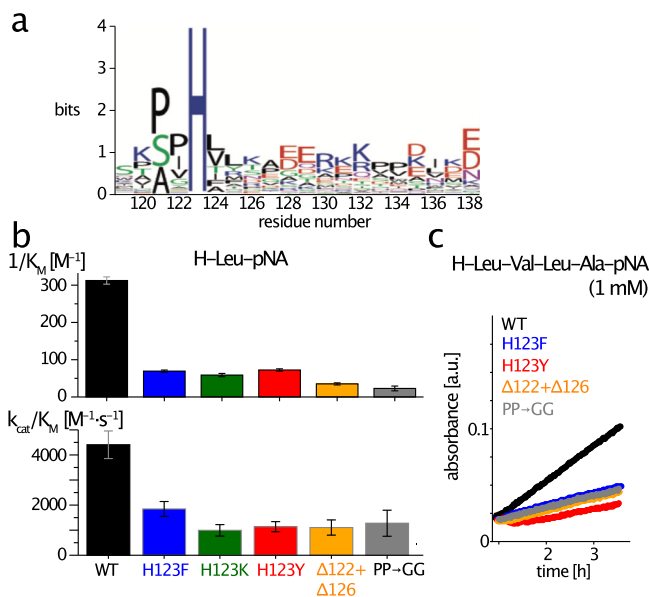 a
4
3
2
1
0
bits
120 122 124 126 128 130 132 134 136 138
residue number
b
H–Leu–pNA
1/K_M [M⁻¹]
300
100
0
k_cat/K_M [M⁻¹·s⁻¹]
4000
2000
0
WT H123F H123K H123Y Δ122+ PP→GG
Δ126
c
H–Leu–Val–Leu–Ala–pNA
(1 mM)
WT
H123F
H123Y
Δ122+Δ126
PP→GG
absorbance [a.u.]
0.1
0
2 3
time [h]